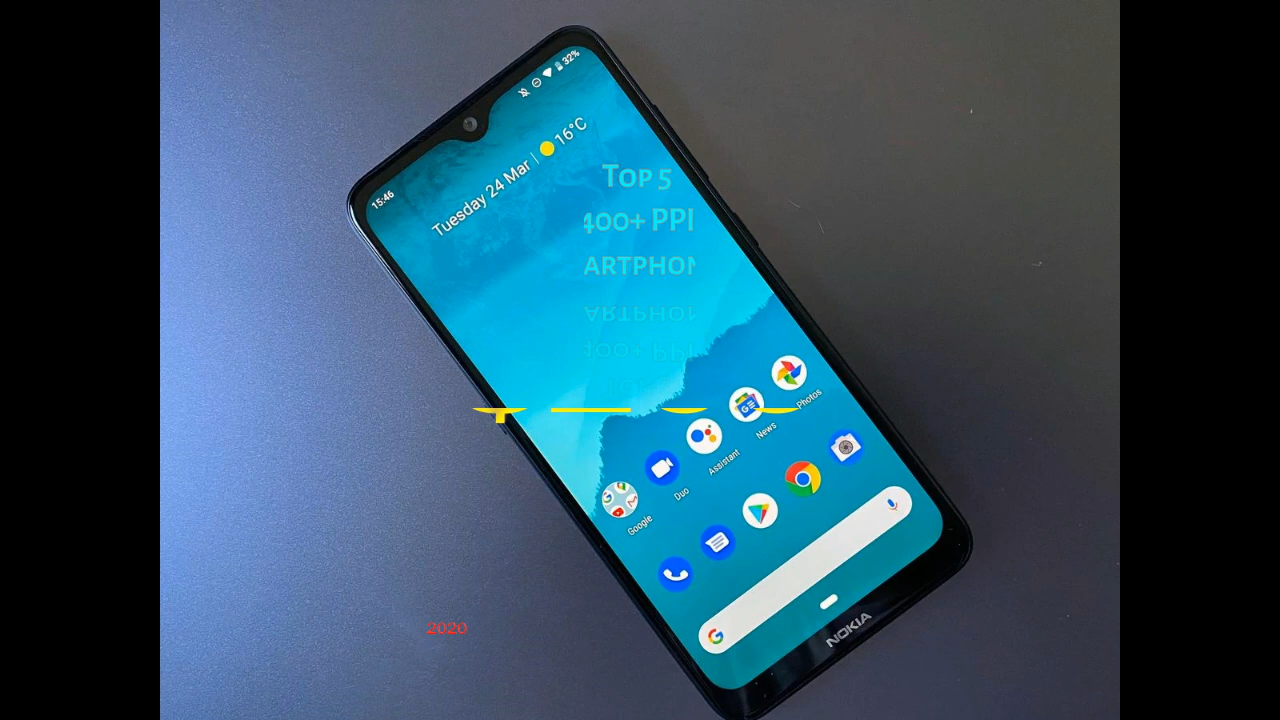 32%
15:46
Tuesday 24 Mar | 16°C
TOP 5
400+ PPI
ARTPHON
Photos
News
Assistant
Duo
Google
2020
NOKIA